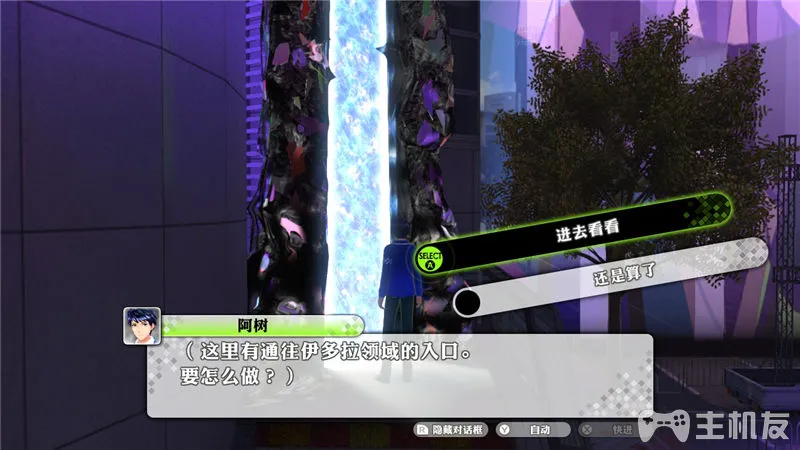 进去看看
SELECT
A
还是算了
阿树
（这里有通往伊多拉领域的入口。
要怎么做？）
R 隐藏对话框 Y 自动 X 快进
主机友